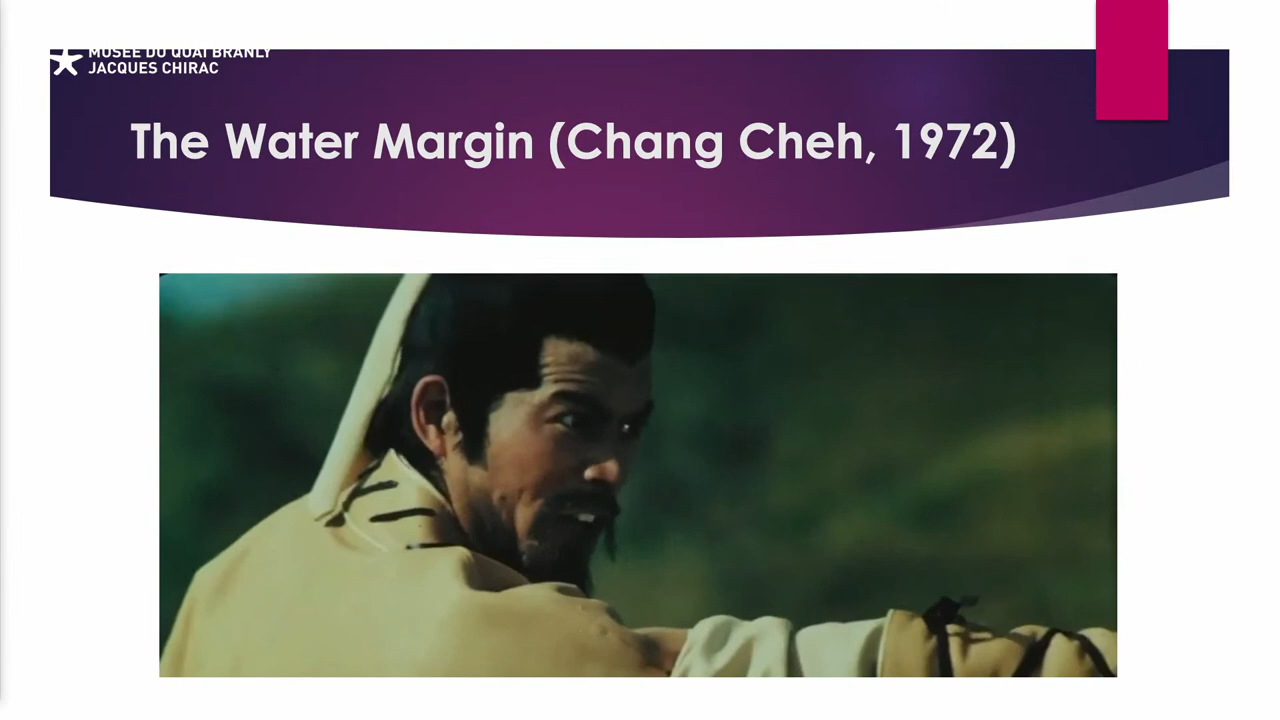 MUSÉE DU QUAI BRANLY
JACQUES CHIRAC
The Water Margin (Chang Cheh, 1972)